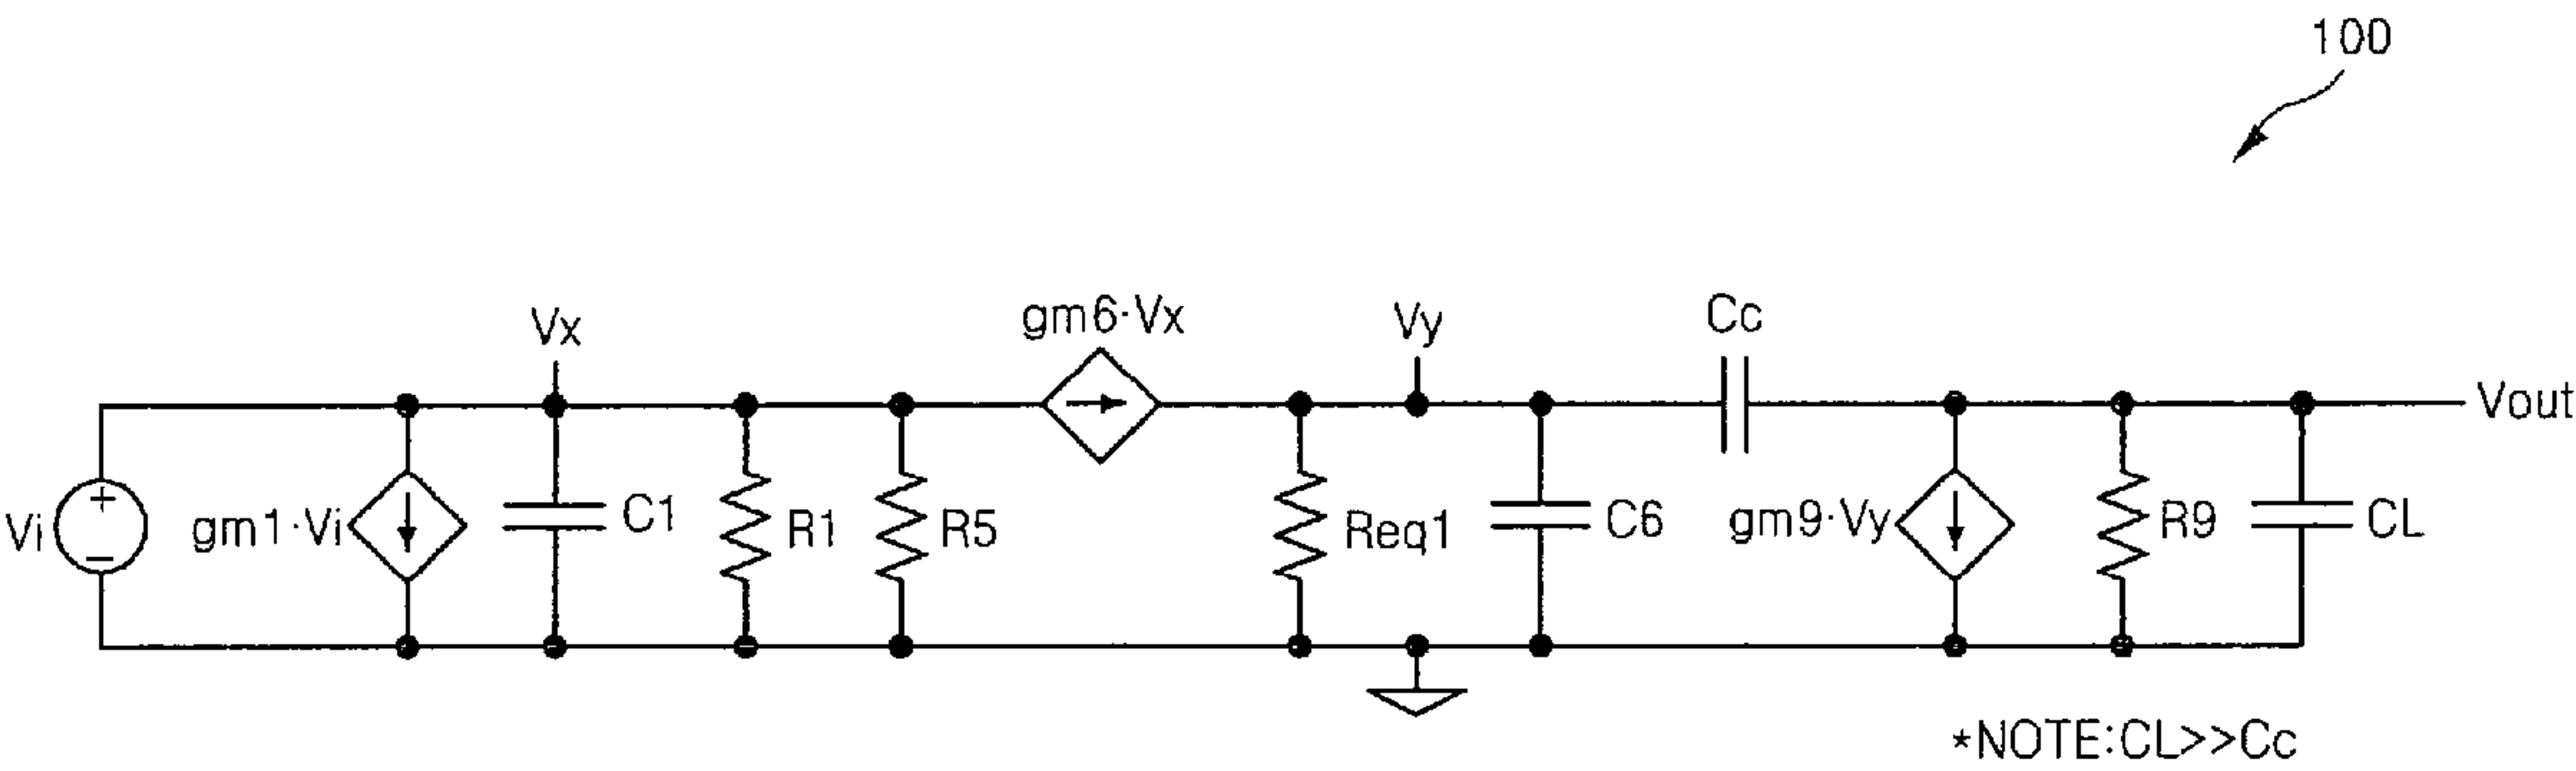 100
Vx
gm6·Vx
Vy
Cc
Vout
Vi
+
−
gm1·Vi
C1
R1
R5
Req1
C6
gm9·Vy
R9
CL
*NOTE:CL>>Cc